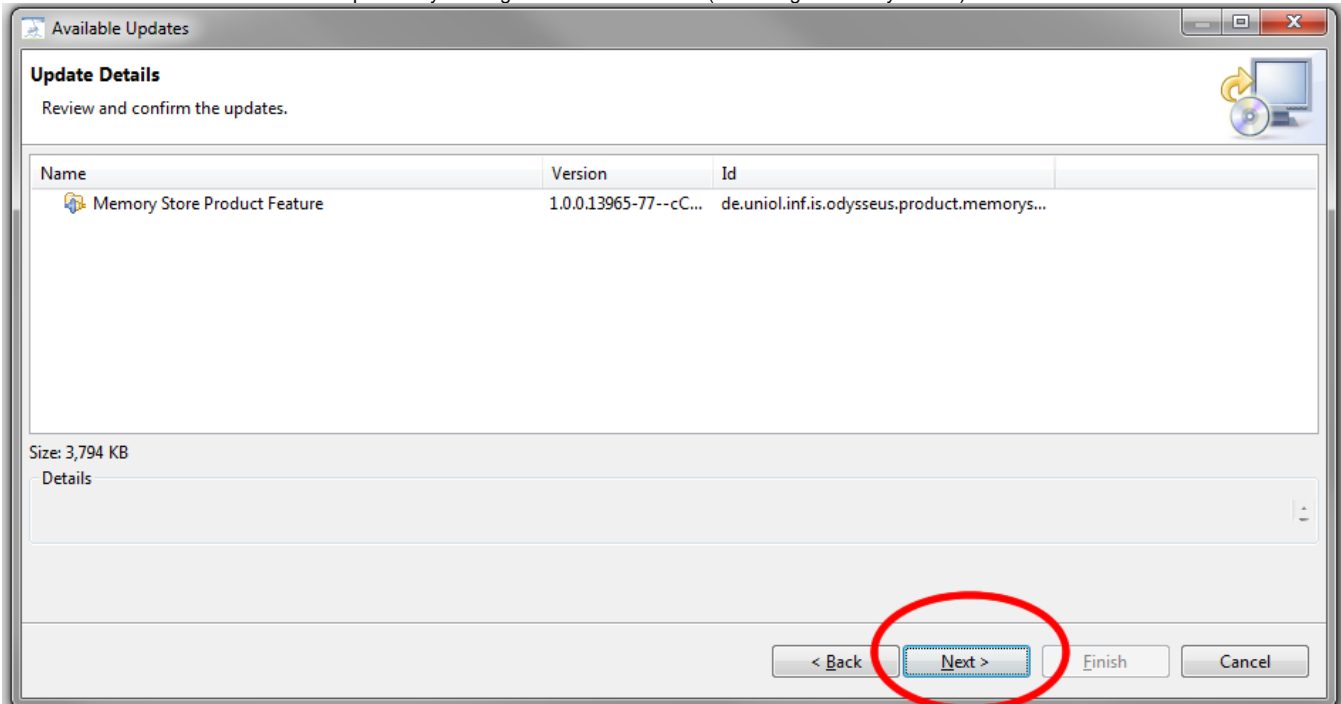 Available Updates
Update Details
Review and confirm the updates.
Name Version Id
Memory Store Product Feature 1.0.0.13965-77--cC... de.uniol.inf.is.odysseus.product.memorys...
Size: 3,794 KB
Details
< Back Next > Finish Cancel